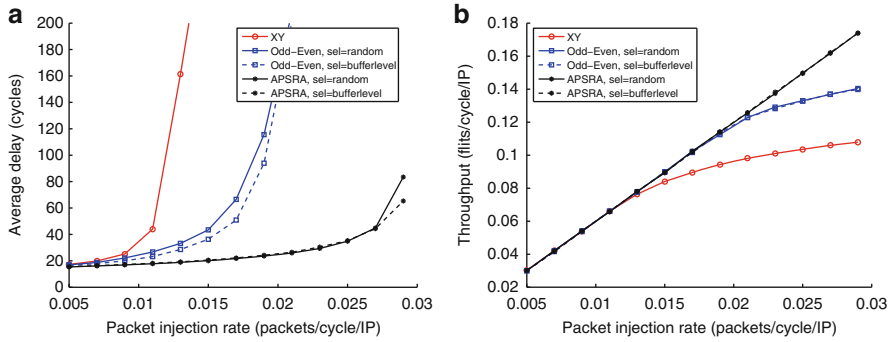 a
200
180
160
140
120
100
80
60
40
20
0
0.005
0.01
0.015
0.02
0.025
0.03
Average delay (cycles)
Packet injection rate (packets/cycle/IP)
XY
Odd−Even, sel=random
Odd−Even, sel=bufferlevel
APSRA, sel=random
APSRA, sel=bufferlevel
b
0.18
0.16
0.14
0.12
0.1
0.08
0.06
0.04
0.02
0.005
0.01
0.015
0.02
0.025
0.03
Throughput (flits/cycle/IP)
Packet injection rate (packets/cycle/IP)
XY
Odd−Even, sel=random
Odd−Even, sel=bufferlevel
APSRA, sel=random
APSRA, sel=bufferlevel